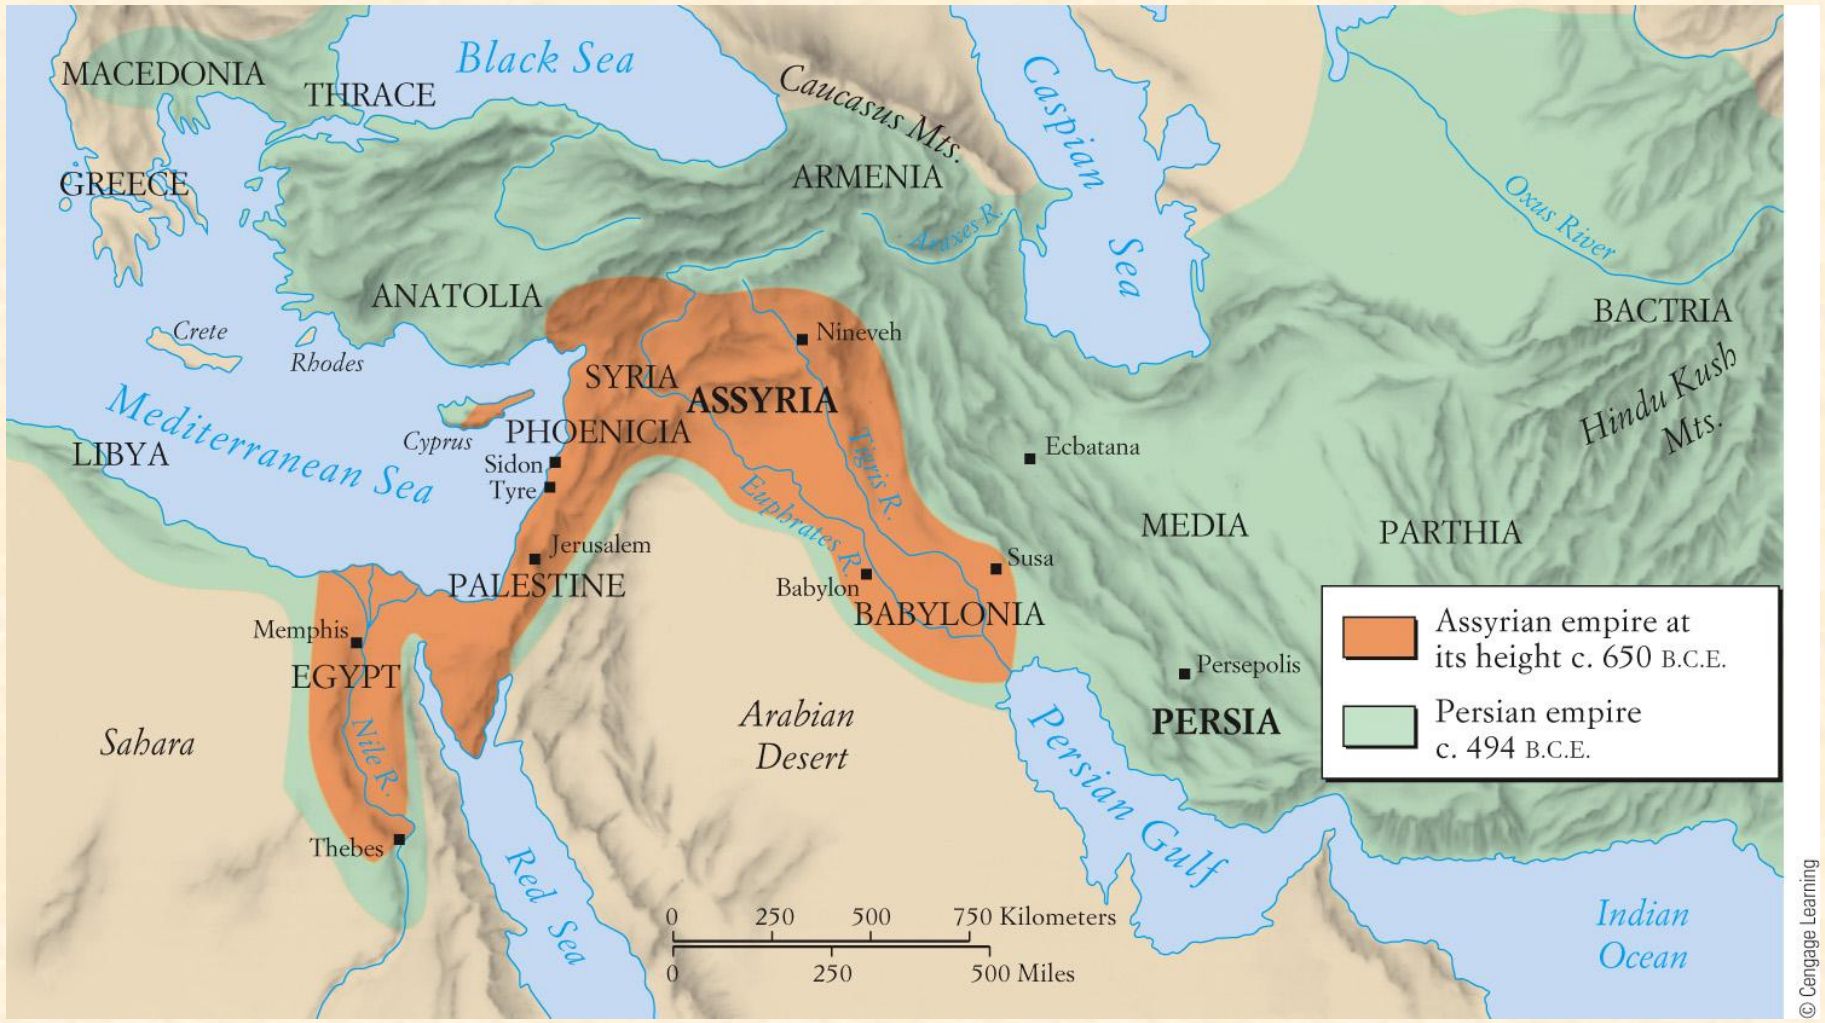 MACEDONIA
THRACE
Black Sea
Caucasus Mts.
Caspian
Sea
GREECE
ARMENIA
Araxes R.
Oxus River
ANATOLIA
BACTRIA
Crete
Rhodes
Nineveh
Hindu Kush
Mts.
SYRIA
ASSYRIA
Mediterranean Sea
Cyprus
PHOENICIA
LIBYA
Sidon
Tyre
Tigris R.
Ecbatana
Euphrates R.
MEDIA
PARTHIA
Jerusalem
PALESTINE
Susa
Babylon
BABYLONIA
Memphis
EGYPT
Nile R.
Persepolis
PERSIA
Assyrian empire at
its height c. 650 B.C.E.
Persian empire
c. 494 B.C.E.
Sahara
Arabian
Desert
Persian Gulf
Thebes
Red Sea
0 250 500 750 Kilometers
0 250 500 Miles
Indian
Ocean
© Cengage Learning